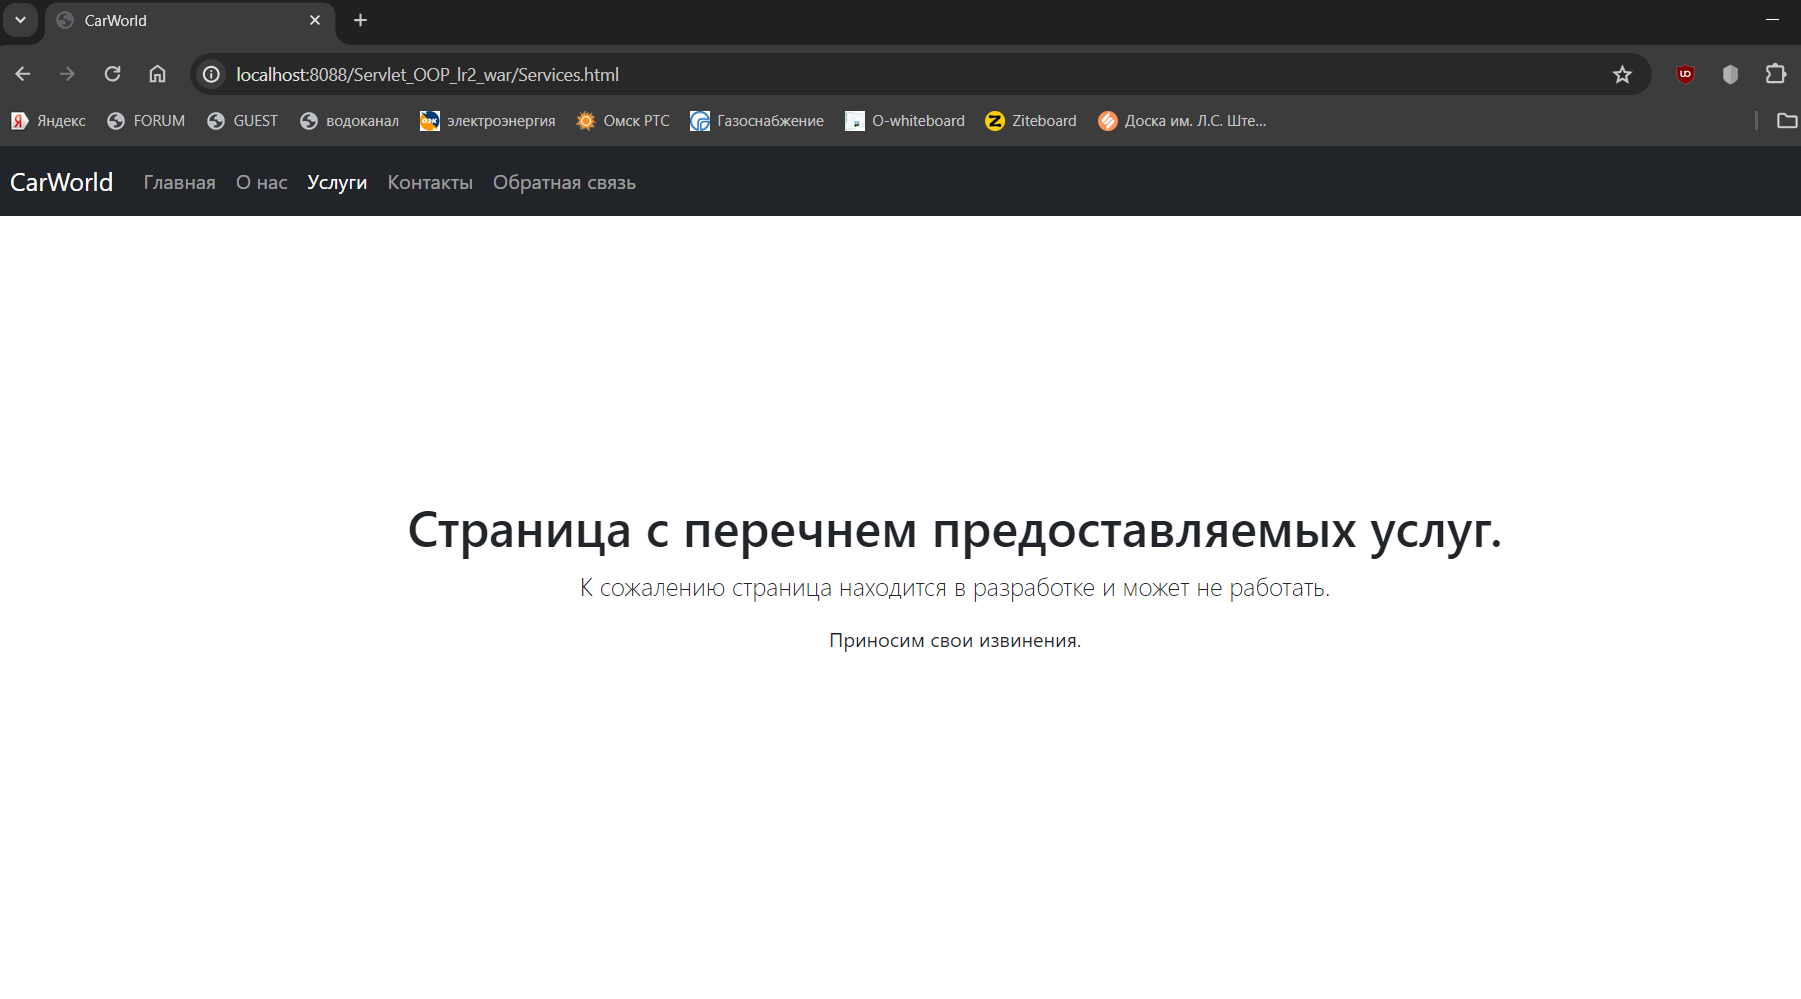 CarWorld
localhost:8088/Servlet_OOP_lr2_war/Services.html
Яндекс FORUM GUEST водоканал электроэнергия Омск РТС Газоснабжение O-whiteboard Ziteboard Доска им. Л.С. Ште...
CarWorld Главная О нас Услуги Контакты Обратная связь
Страница с перечнем предоставляемых услуг.
К сожалению страница находится в разработке и может не работать.
Приносим свои извинения.